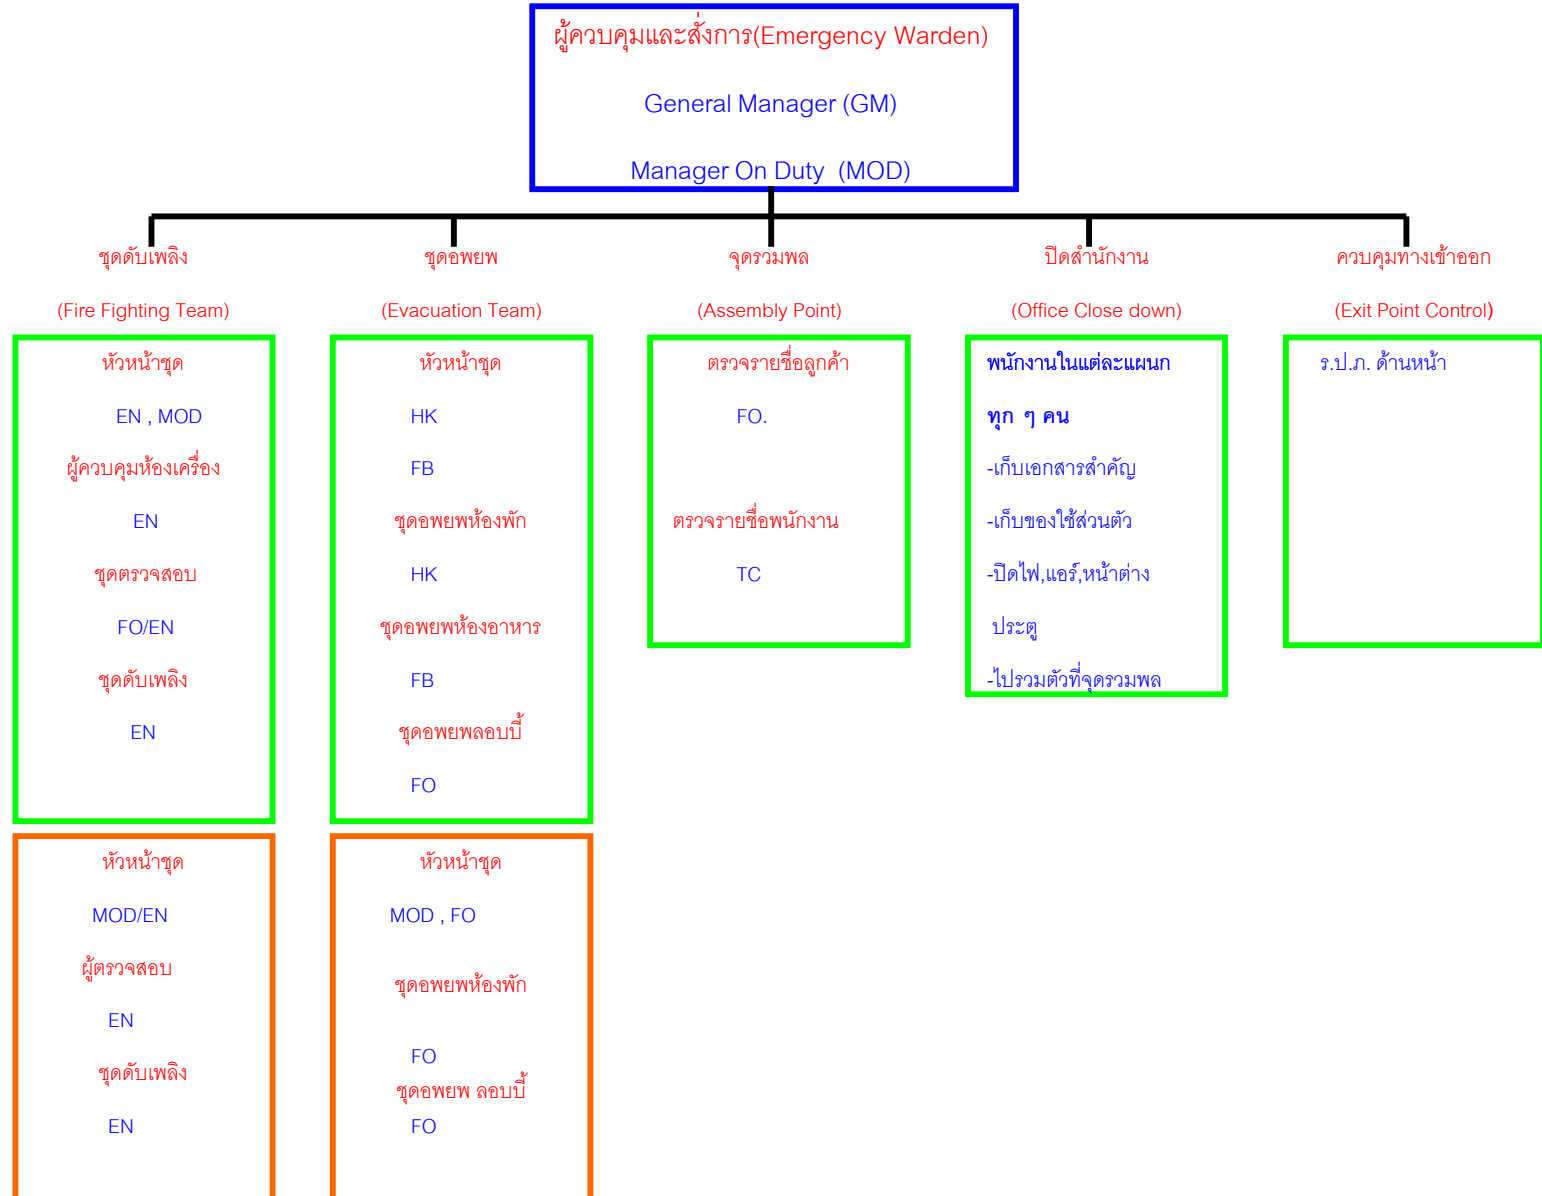 ผู้ควบคุมและสั่งการ(Emergency Warden)
General Manager (GM)
Manager On Duty  (MOD)
ชุดดับเพลิง
(Fire Fighting Team)
หัวหน้าชุด
EN , MOD
ผู้ควบคุมห้องเครื่อง
EN
ชุดตรวจสอบ
FO/EN
ชุดดับเพลิง
EN
หัวหน้าชุด
MOD/EN
ผู้ตรวจสอบ
EN
ชุดดับเพลิง
EN
ชุดอพยพ
(Evacuation Team)
หัวหน้าชุด
HK
FB
ชุดอพยพห้องพัก
HK
ชุดอพยพห้องอาหาร
FB
ชุดอพยพลอบบี้
FO
หัวหน้าชุด
MOD , FO
ชุดอพยพห้องพัก
FO
ชุดอพยพ ลอบบี้
FO
จุดรวมพล
(Assembly Point)
ตรวจรายชื่อลูกค้า
FO.
ตรวจรายชื่อพนักงาน
TC
ปิดสำนักงาน
(Office Close down)
พนักงานในแต่ละแผนก
ทุก ๆ คน
-เก็บเอกสารสำคัญ
-เก็บของใช้ส่วนตัว
-ปิดไฟ,แอร์,หน้าต่าง
ประตู
-ไปรวมตัวที่จุดรวมพล
ควบคุมทางเข้าออก
(Exit Point Control)
ร.ป.ภ. ด้านหน้า